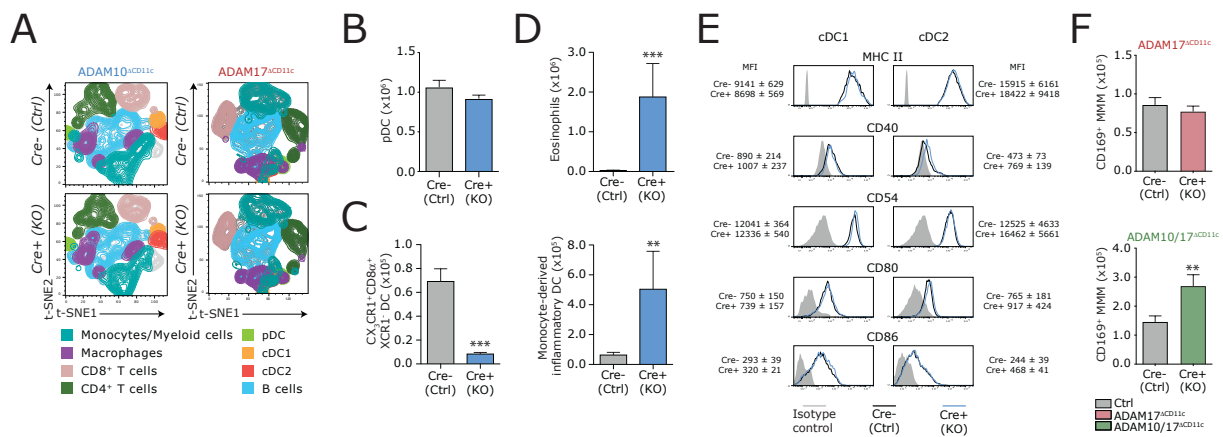 A
ADAM10ΔCD11c
ADAM17ΔCD11c
Cre- (Ctrl)
Cre- (Ctrl)
Cre+ (KO)
Cre+ (KO)
t-SNE2
t-SNE2
t-SNE1
t-SNE1
Monocytes/Myeloid cells
Macrophages
CD8+ T cells
CD4+ T cells
pDC
cDC1
cDC2
B cells
B
pDC (x10⁶)
1.5
1.0
0.5
0.0
Cre- (Ctrl)
Cre+ (KO)
C
CX3CR1+CD8α+
XCR1- DC (x10⁵)
1.0
0.8
0.6
0.4
0.2
0.0
***
Cre- (Ctrl)
Cre+ (KO)
D
Eosinophils (x10⁶)
3.0
2.0
1.0
0.0
***
Cre- (Ctrl)
Cre+ (KO)
Monocyte-derived
inflammatory DC (x10⁵)
8.0
6.0
4.0
2.0
0.0
**
Cre- (Ctrl)
Cre+ (KO)
E
cDC1 cDC2
MHC II
MFI MFI
Cre- 9141 ± 629
Cre+ 8698 ± 569
Cre- 15915 ± 6161
Cre+ 18422 ± 9418
CD40
Cre- 890 ± 214
Cre+ 1007 ± 237
Cre- 473 ± 73
Cre+ 769 ± 139
CD54
Cre- 12041 ± 364
Cre+ 12336 ± 540
Cre- 12525 ± 4633
Cre+ 16462 ± 5661
CD80
Cre- 750 ± 150
Cre+ 739 ± 157
Cre- 765 ± 181
Cre+ 917 ± 424
CD86
Cre- 293 ± 39
Cre+ 320 ± 21
Cre- 244 ± 39
Cre+ 468 ± 41
Isotype
control
Cre-
(Ctrl)
Cre+
(KO)
F
ADAM17ΔCD11c
CD169+ MMM (x10⁵)
1.5
1.0
0.5
0.0
Cre- (Ctrl)
Cre+ (KO)
ADAM10/17ΔCD11c
CD169+ MMM (x10⁵)
4.0
3.0
2.0
1.0
0.0
**
Cre- (Ctrl)
Cre+ (KO)
Ctrl
ADAM17ΔCD11c
ADAM10/17ΔCD11c